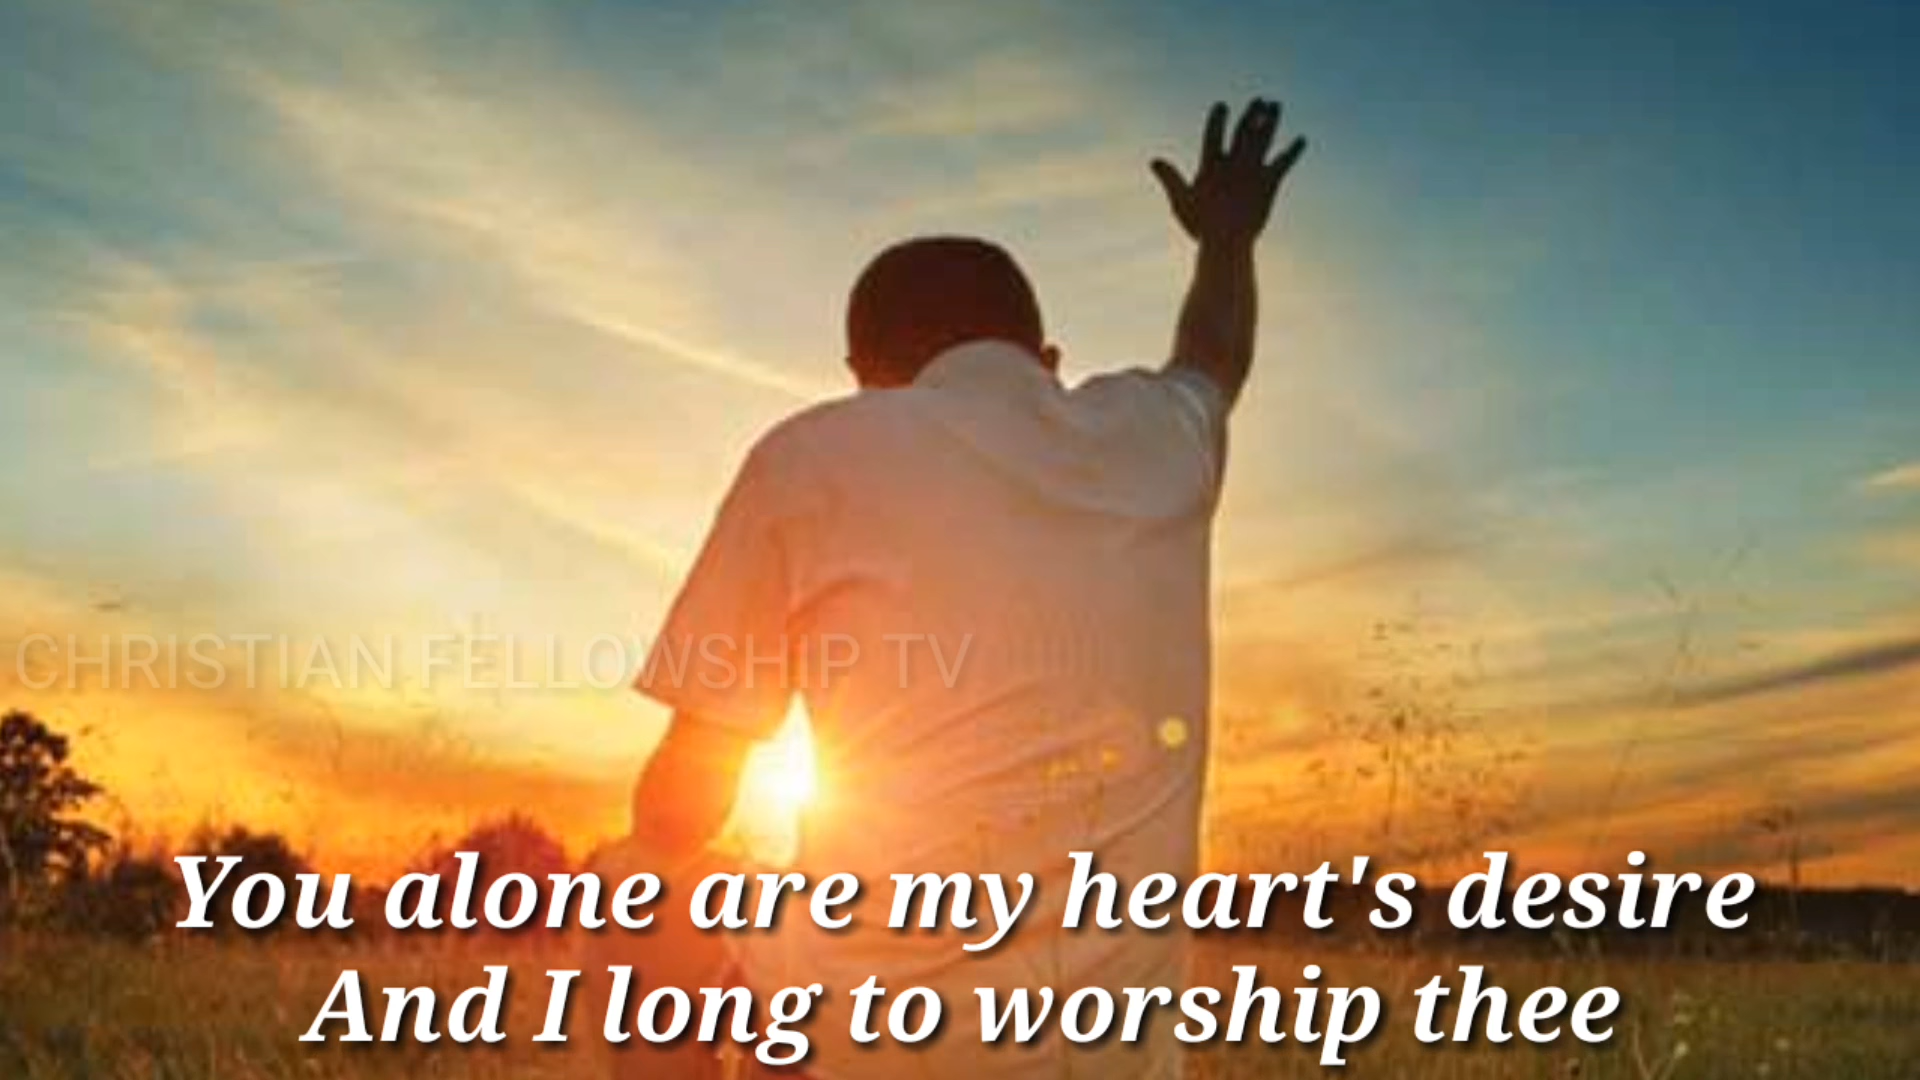 CHRISTIAN FELLOWSHIP TV
You alone are my heart's desire
And I long to worship thee